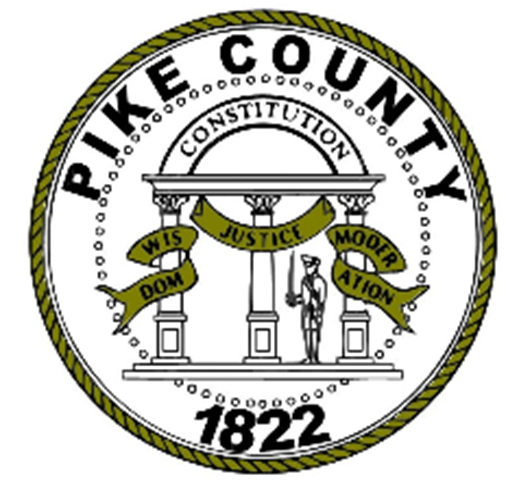 PIKE COUNTY
CONSTITUTION
WIS
DOM
JUSTICE
MODER
ATION
1822